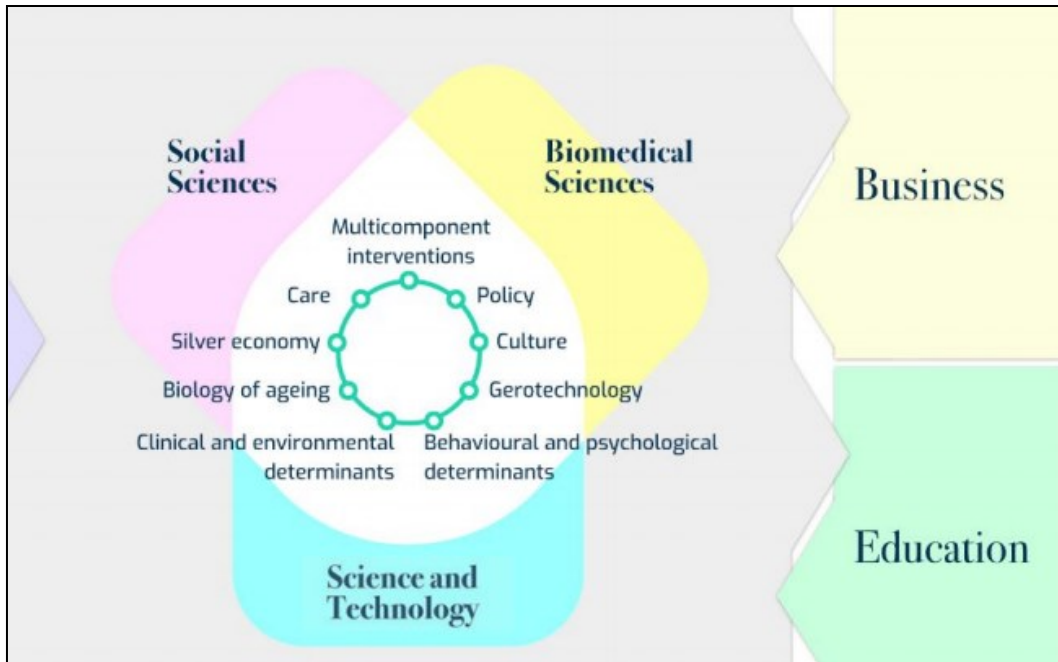 Social
Sciences
Biomedical
Sciences
Business
Multicomponent
interventions
Care
Policy
Silver economy
Culture
Biology of ageing
Gerotechnology
Clinical and environmental
determinants
Behavioural and psychological
determinants
Science and
Technology
Education